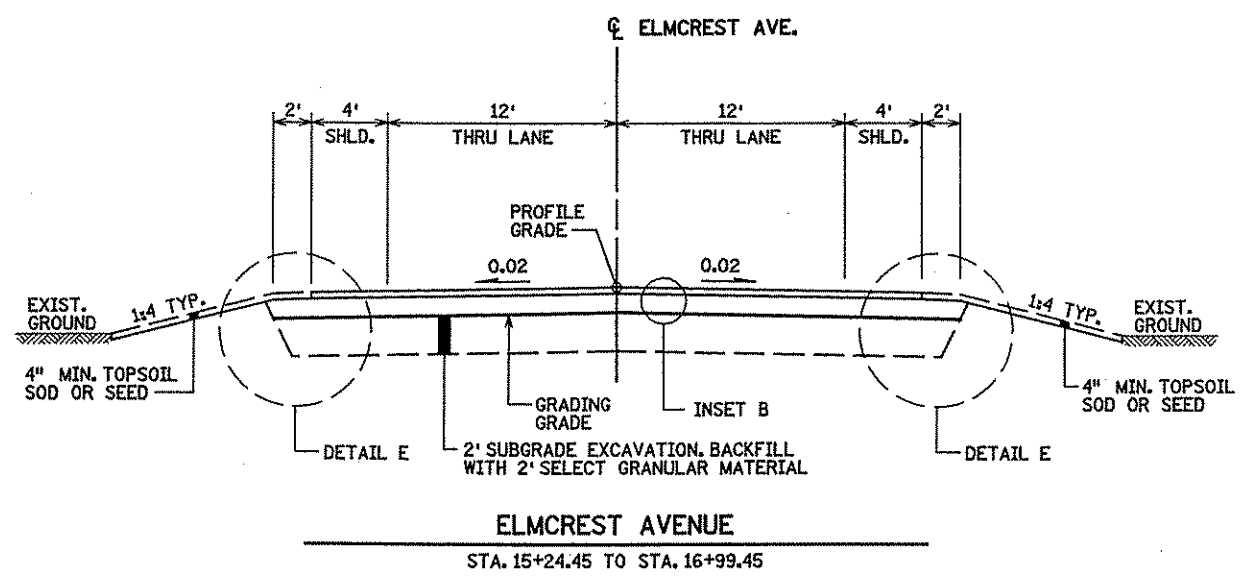 ℄ ELMCREST AVE.
2' 4' 12' 12' 4' 2'
SHLD. THRU LANE THRU LANE SHLD.
PROFILE
GRADE
0.02 0.02
EXIST.
GROUND
1:4 TYP.
1:4 TYP.
EXIST.
GROUND
4" MIN. TOPSOIL
SOD OR SEED
GRADING
GRADE
INSET B
4" MIN. TOPSOIL
SOD OR SEED
DETAIL E
2' SUBGRADE EXCAVATION. BACKFILL
WITH 2' SELECT GRANULAR MATERIAL
DETAIL E
ELMCREST AVENUE
STA. 15+24.45 TO STA. 16+99.45